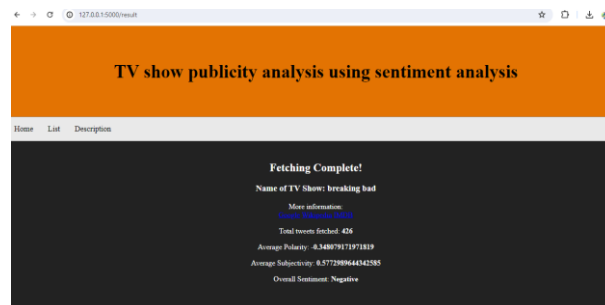 127.0.0.1:5000/result
TV show publicity analysis using sentiment analysis
Home List Description
Fetching Complete!
Name of TV Show: breaking bad
More information:
Total tweets fetched: 426
Average Polarity: -0.348079171971819
Average Subjectivity: 0.5772989644342585
Overall Sentiment: Negative